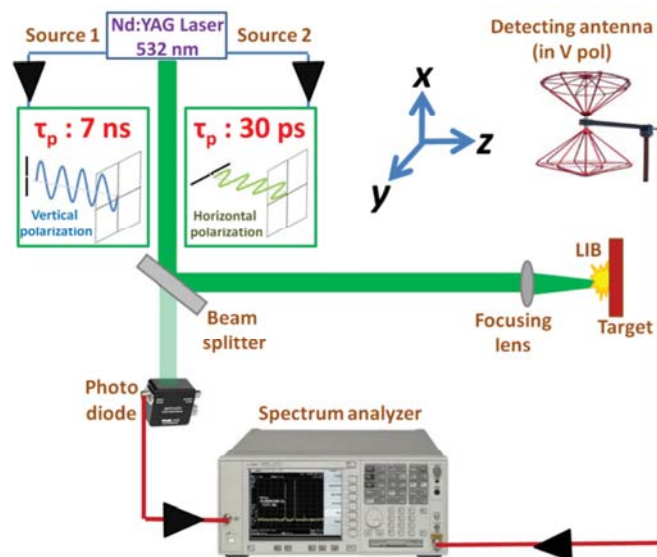 Source 1
Nd:YAG Laser
532 nm
Source 2
Detecting antenna
(in V pol)
τp : 7 ns
Vertical
polarization
τp : 30 ps
Horizontal
polarization
x
z
y
LIB
Beam
splitter
Focusing
lens
Target
Photo
diode
Spectrum analyzer